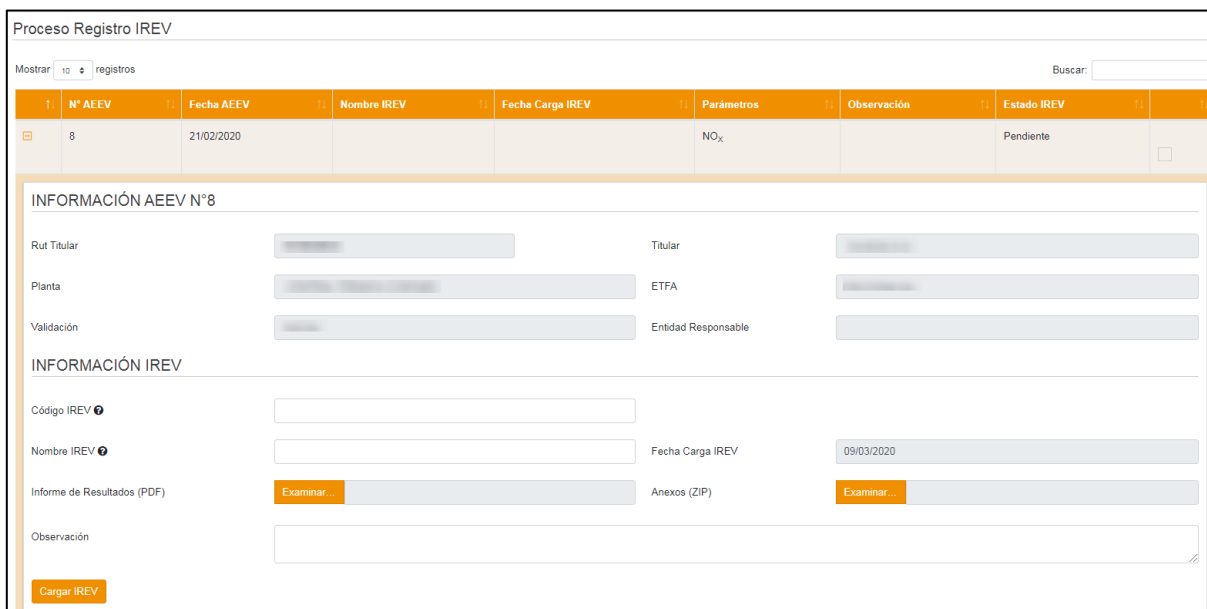 Proceso Registro IREV
Mostrar 10 registros Buscar:
N° AEEV Fecha AEEV Nombre IREV Fecha Carga IREV Parámetros Observación Estado IREV
8 21/02/2020 NOX Pendiente
INFORMACIÓN AEEV N°8
Rut Titular Titular
Planta ETFA
Validación Entidad Responsable
INFORMACIÓN IREV
Código IREV
Nombre IREV Fecha Carga IREV 09/03/2020
Informe de Resultados (PDF) Examinar... Anexos (ZIP) Examinar...
Observación
Cargar IREV